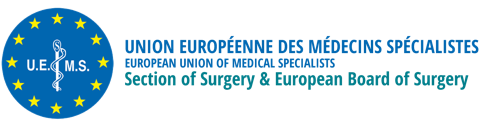 U.E.M.S.
UNION EUROPÉENNE DES MÉDECINS SPÉCIALISTES
EUROPEAN UNION OF MEDICAL SPECIALISTS
Section of Surgery & European Board of Surgery